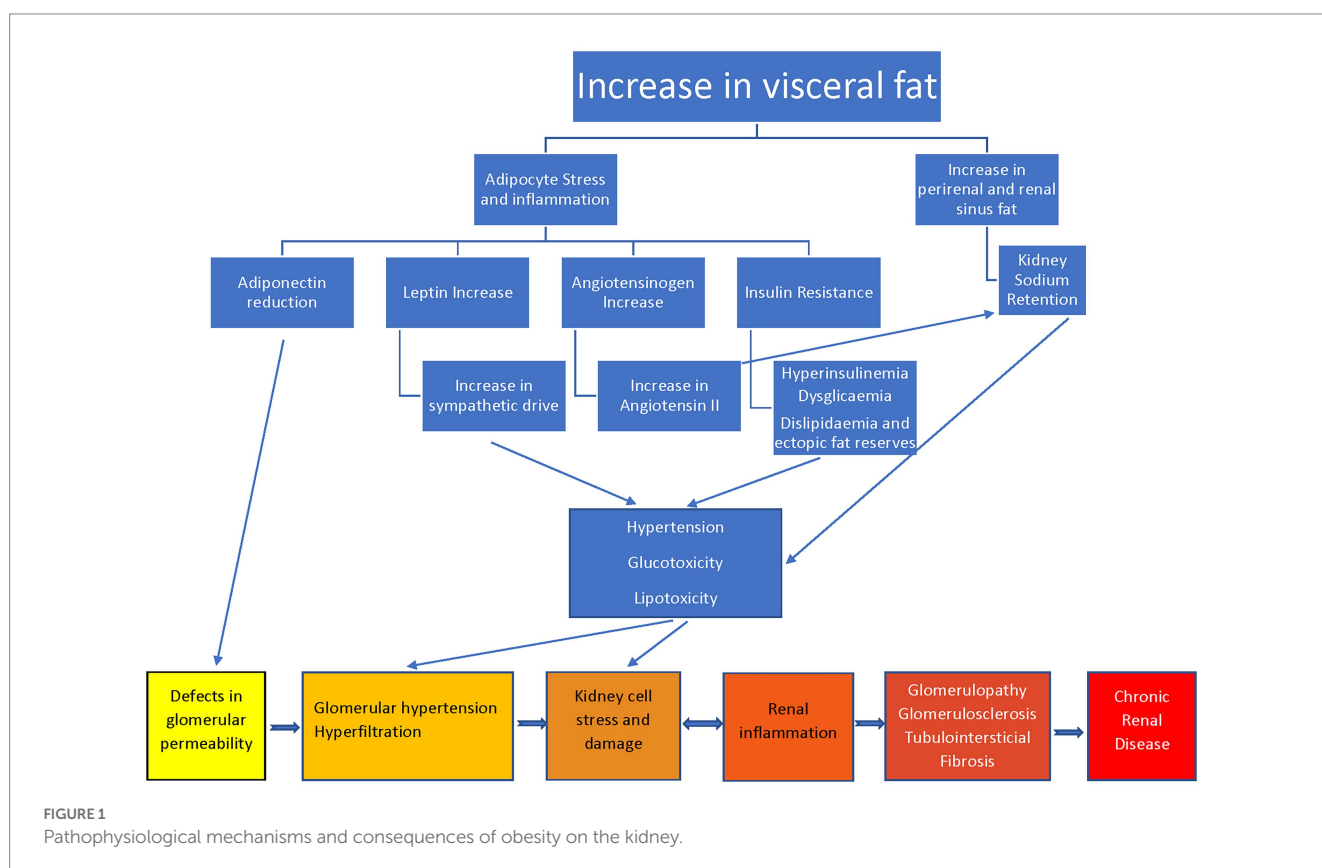 Increase in visceral fat
Adipocyte Stress
and inflammation
Increase in
perirenal and renal
sinus fat
Adiponectin
reduction
Leptin Increase
Angiotensinogen
Increase
Insulin Resistance
Kidney
Sodium
Retention
Increase in
sympathetic drive
Increase in
Angiotensin II
Hyperinsulinemia
Dysglicaemia
Dislipidaemia and
ectopic fat reserves
Hypertension
Glucotoxicity
Lipotoxicity
Defects in
glomerular
permeability
Glomerular hypertension
Hyperfiltration
Kidney cell
stress and
damage
Renal
inflammation
Glomerulopathy
Glomerulosclerosis
Tubulointersticial
Fibrosis
Chronic
Renal
Disease
FIGURE 1
Pathophysiological mechanisms and consequences of obesity on the kidney.